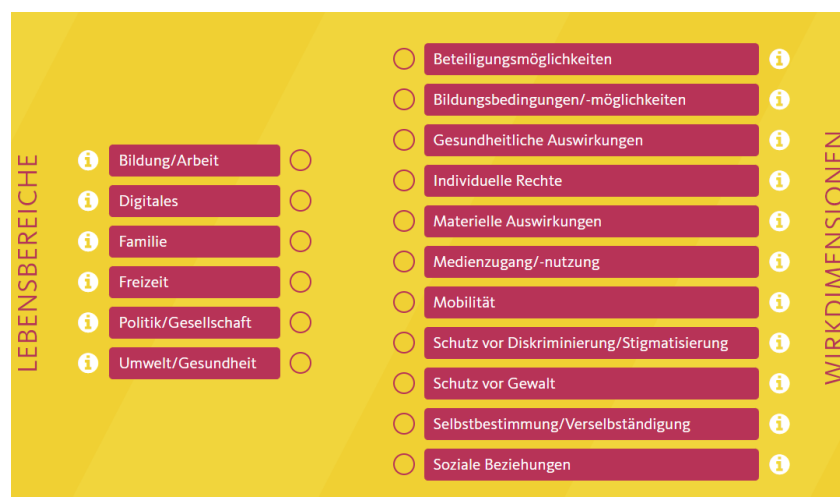 LEBENSBEREICHE
Bildung/Arbeit
Digitales
Familie
Freizeit
Politik/Gesellschaft
Umwelt/Gesundheit
Beteiligungsmöglichkeiten
Bildungsbedingungen/-möglichkeiten
Gesundheitliche Auswirkungen
Individuelle Rechte
Materielle Auswirkungen
Medienzugang/-nutzung
Mobilität
Schutz vor Diskriminierung/Stigmatisierung
Schutz vor Gewalt
Selbstbestimmung/Verselbständigung
Soziale Beziehungen
WIRKDIMENSIONEN